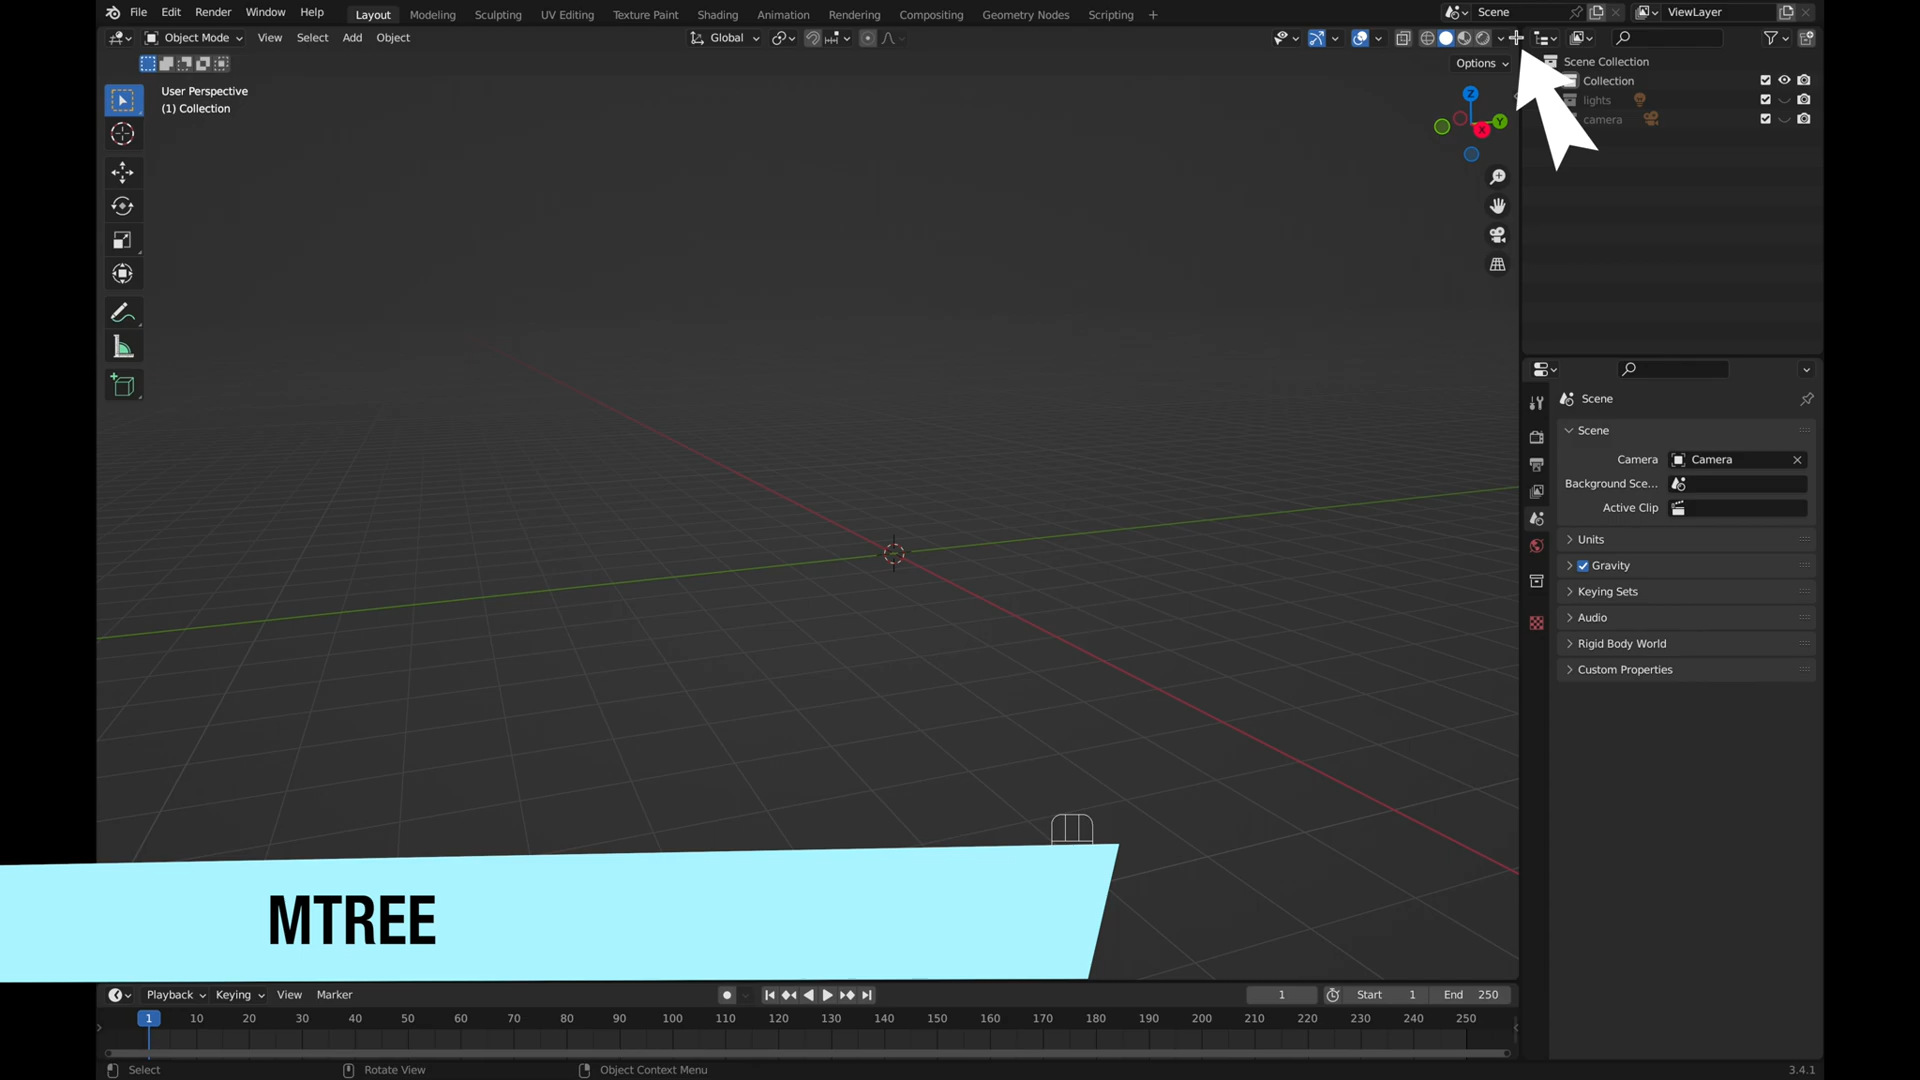 File Edit Render Window Help Layout Modeling Sculpting UV Editing Texture Paint Shading Animation Rendering Compositing Geometry Nodes Scripting Scene ViewLayer
Object Mode View Select Add Object Global
Options
User Perspective
(1) Collection
Z
Y
X
Scene Collection
Collection
lights
camera
Scene
Scene
Camera Camera
Background Sce...
Active Clip
Units
Gravity
Keying Sets
Audio
Rigid Body World
Custom Properties
MTREE
Playback Keying View Marker 1 Start 1 End 250
1 10 20 30 40 50 60 70 80 90 100 110 120 130 140 150 160 170 180 190 200 210 220 230 240 250
Select Rotate View Object Context Menu 3.4.1